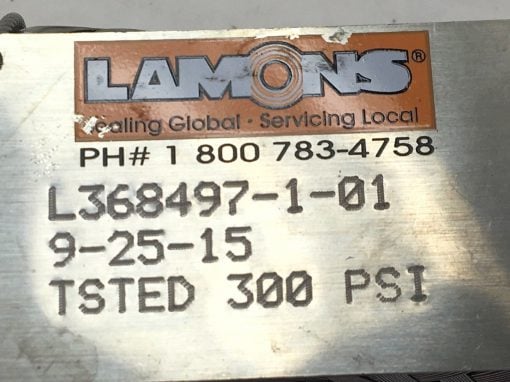 LAMONS®
Sealing Global · Servicing Local
PH# 1 800 783-4758
L368497-1-01
9-25-15
TSTED 300 PSI